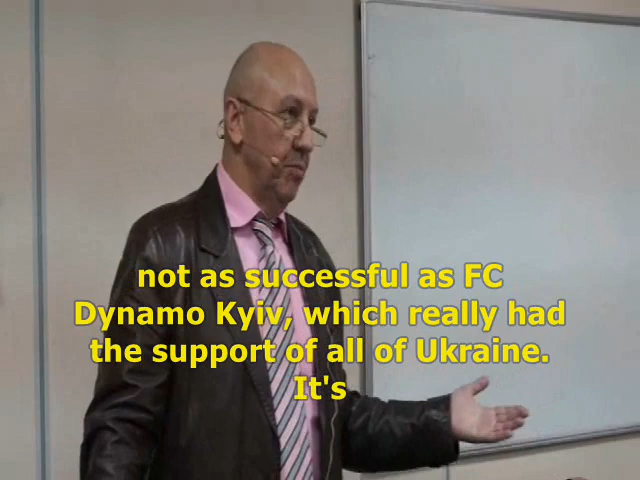 not as successful as FC
Dynamo Kyiv, which really had
the support of all of Ukraine.
It's